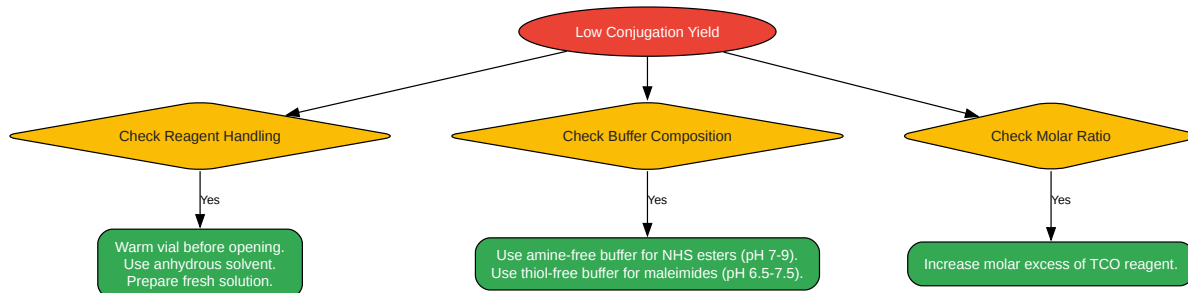 Low Conjugation Yield
Check Reagent Handling
Check Buffer Composition
Check Molar Ratio
Yes
Yes
Yes
Warm vial before opening.
Use anhydrous solvent.
Prepare fresh solution.
Use amine-free buffer for NHS esters (pH 7-9).
Use thiol-free buffer for maleimides (pH 6.5-7.5).
Increase molar excess of TCO reagent.